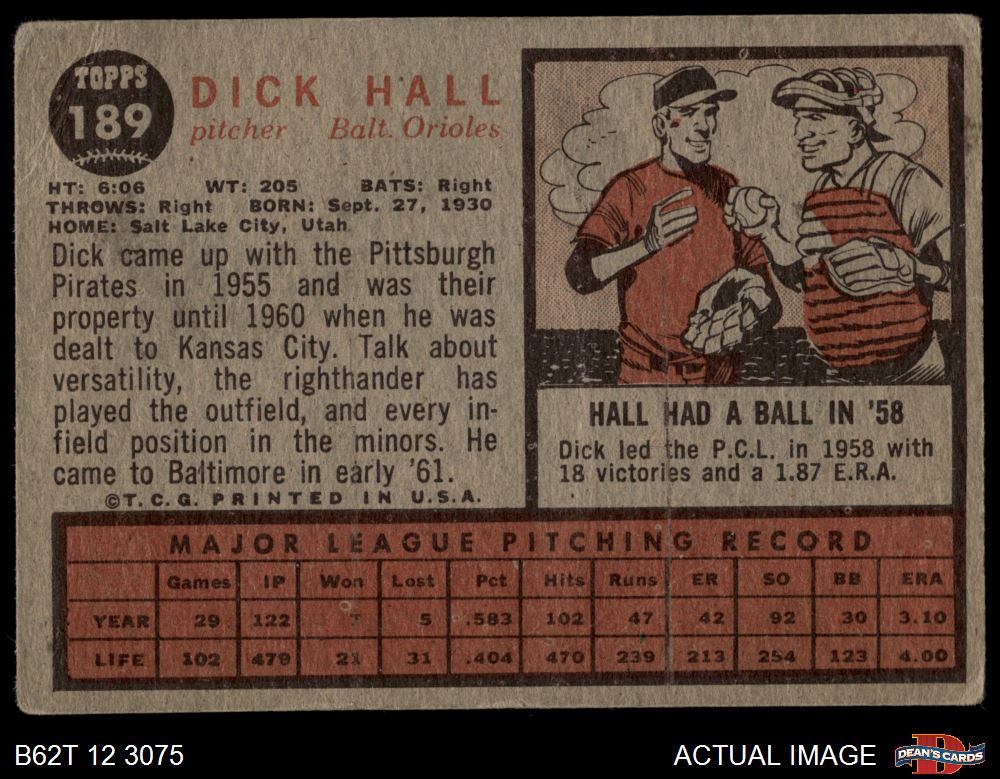 TOPPS
189
DICK HALL
pitcher Balt. Orioles
HT: 6:06 WT: 205 BATS: Right
THROWS: Right BORN: Sept. 27, 1930
HOME: Salt Lake City, Utah
Dick came up with the Pittsburgh
Pirates in 1955 and was their
property until 1960 when he was
dealt to Kansas City. Talk about
versatility, the righthander has
played the outfield, and every in-
field position in the minors. He
came to Baltimore in early '61.
©T.C.G. PRINTED IN U.S.A.
HALL HAD A BALL IN '58
Dick led the P.C.L. in 1958 with
18 victories and a 1.87 E.R.A.
MAJOR LEAGUE PITCHING RECORD
Games IP Won Lost Pct Hits Runs ER SO BB ERA
YEAR 29 122 7 5 .583 102 47 42 92 30 3.10
LIFE 102 479 21 31 .404 470 239 213 254 123 4.00
B62T 12 3075
ACTUAL IMAGE
DEAN'S CARDS